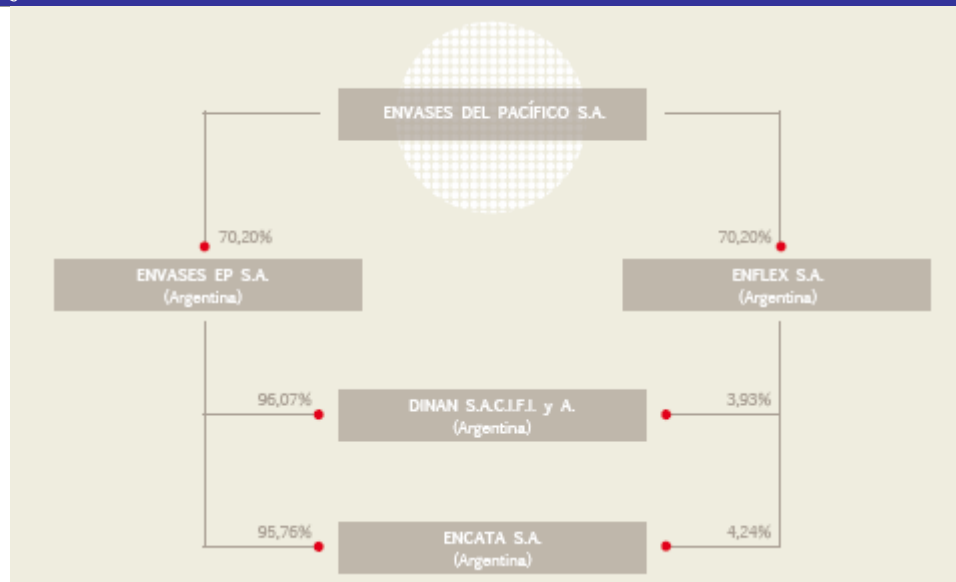 ENVASES DEL PACÍFICO S.A.
70,20%
70,20%
ENVASES EP S.A.
(Argentina)
ENFLEX S.A.
(Argentina)
96,07%
DINAN S.A.C.I.F.I. y A.
(Argentina)
3,93%
95,76%
ENCATA S.A.
(Argentina)
4,24%